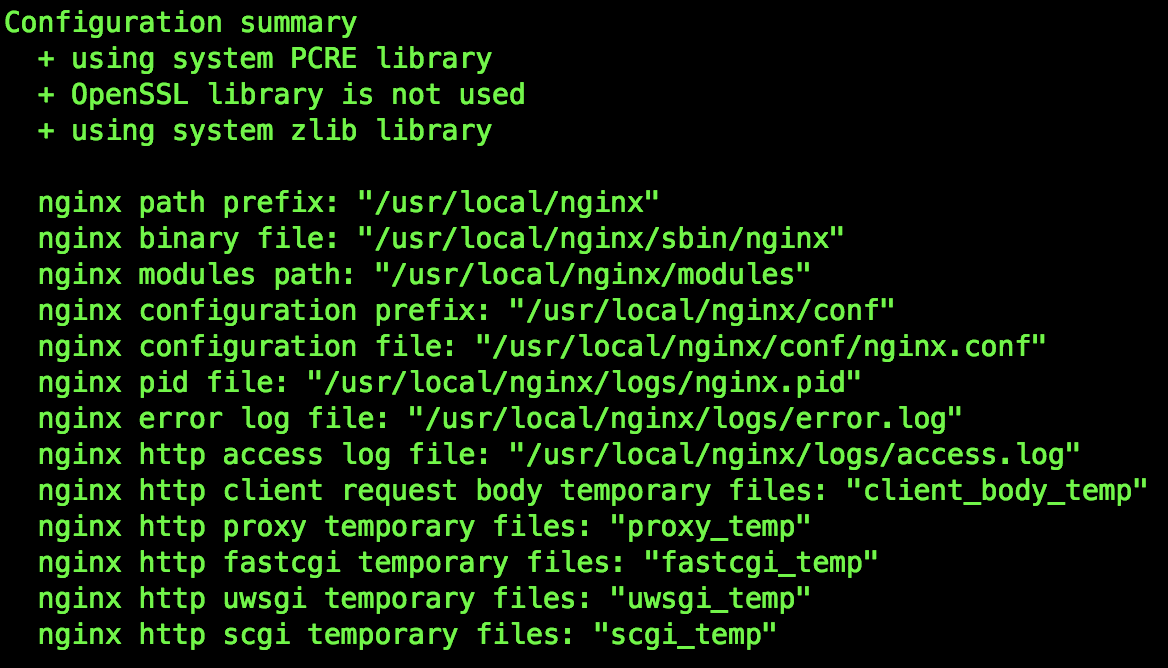 Configuration summary
+ using system PCRE library
+ OpenSSL library is not used
+ using system zlib library
nginx path prefix: "/usr/local/nginx"
nginx binary file: "/usr/local/nginx/sbin/nginx"
nginx modules path: "/usr/local/nginx/modules"
nginx configuration prefix: "/usr/local/nginx/conf"
nginx configuration file: "/usr/local/nginx/conf/nginx.conf"
nginx pid file: "/usr/local/nginx/logs/nginx.pid"
nginx error log file: "/usr/local/nginx/logs/error.log"
nginx http access log file: "/usr/local/nginx/logs/access.log"
nginx http client request body temporary files: "client_body_temp"
nginx http proxy temporary files: "proxy_temp"
nginx http fastcgi temporary files: "fastcgi_temp"
nginx http uwsgi temporary files: "uwsgi_temp"
nginx http scgi temporary files: "scgi_temp"